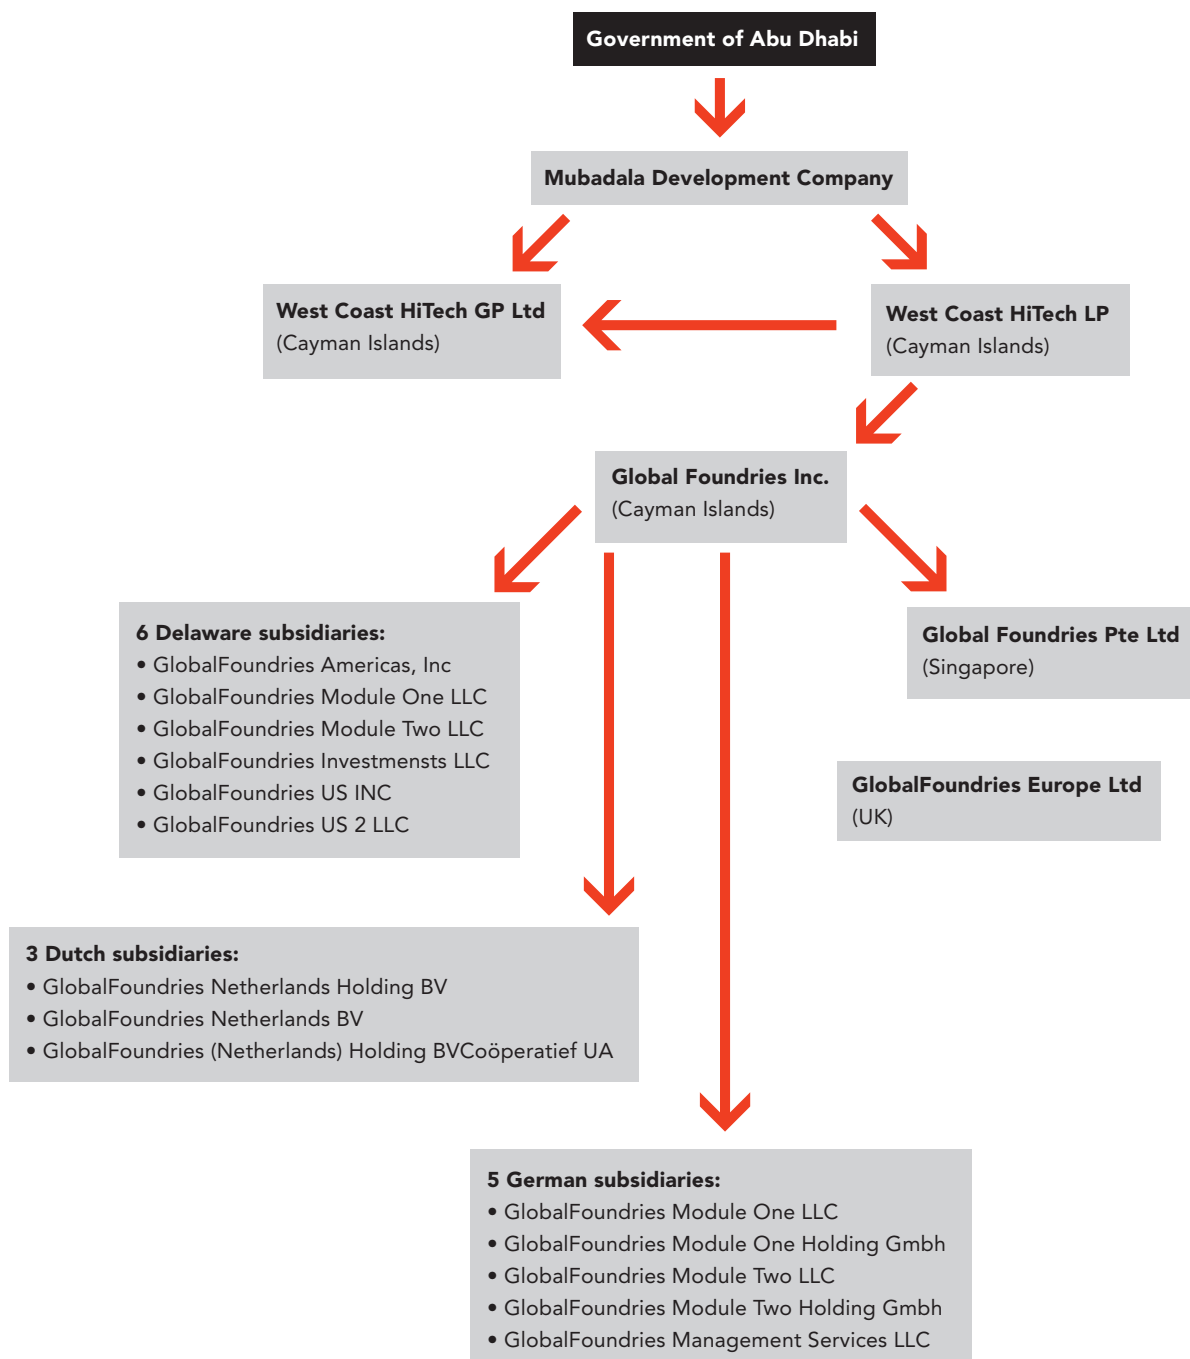 Government of Abu Dhabi
Mubadala Development Company
West Coast HiTech GP Ltd
(Cayman Islands)
West Coast HiTech LP
(Cayman Islands)
Global Foundries Inc.
(Cayman Islands)
6 Delaware subsidiaries:
• GlobalFoundries Americas, Inc
• GlobalFoundries Module One LLC
• GlobalFoundries Module Two LLC
• GlobalFoundries Investmensts LLC
• GlobalFoundries US INC
• GlobalFoundries US 2 LLC
Global Foundries Pte Ltd
(Singapore)
GlobalFoundries Europe Ltd
(UK)
3 Dutch subsidiaries:
• GlobalFoundries Netherlands Holding BV
• GlobalFoundries Netherlands BV
• GlobalFoundries (Netherlands) Holding BVCoöperatief UA
5 German subsidiaries:
• GlobalFoundries Module One LLC
• GlobalFoundries Module One Holding Gmbh
• GlobalFoundries Module Two LLC
• GlobalFoundries Module Two Holding Gmbh
• GlobalFoundries Management Services LLC